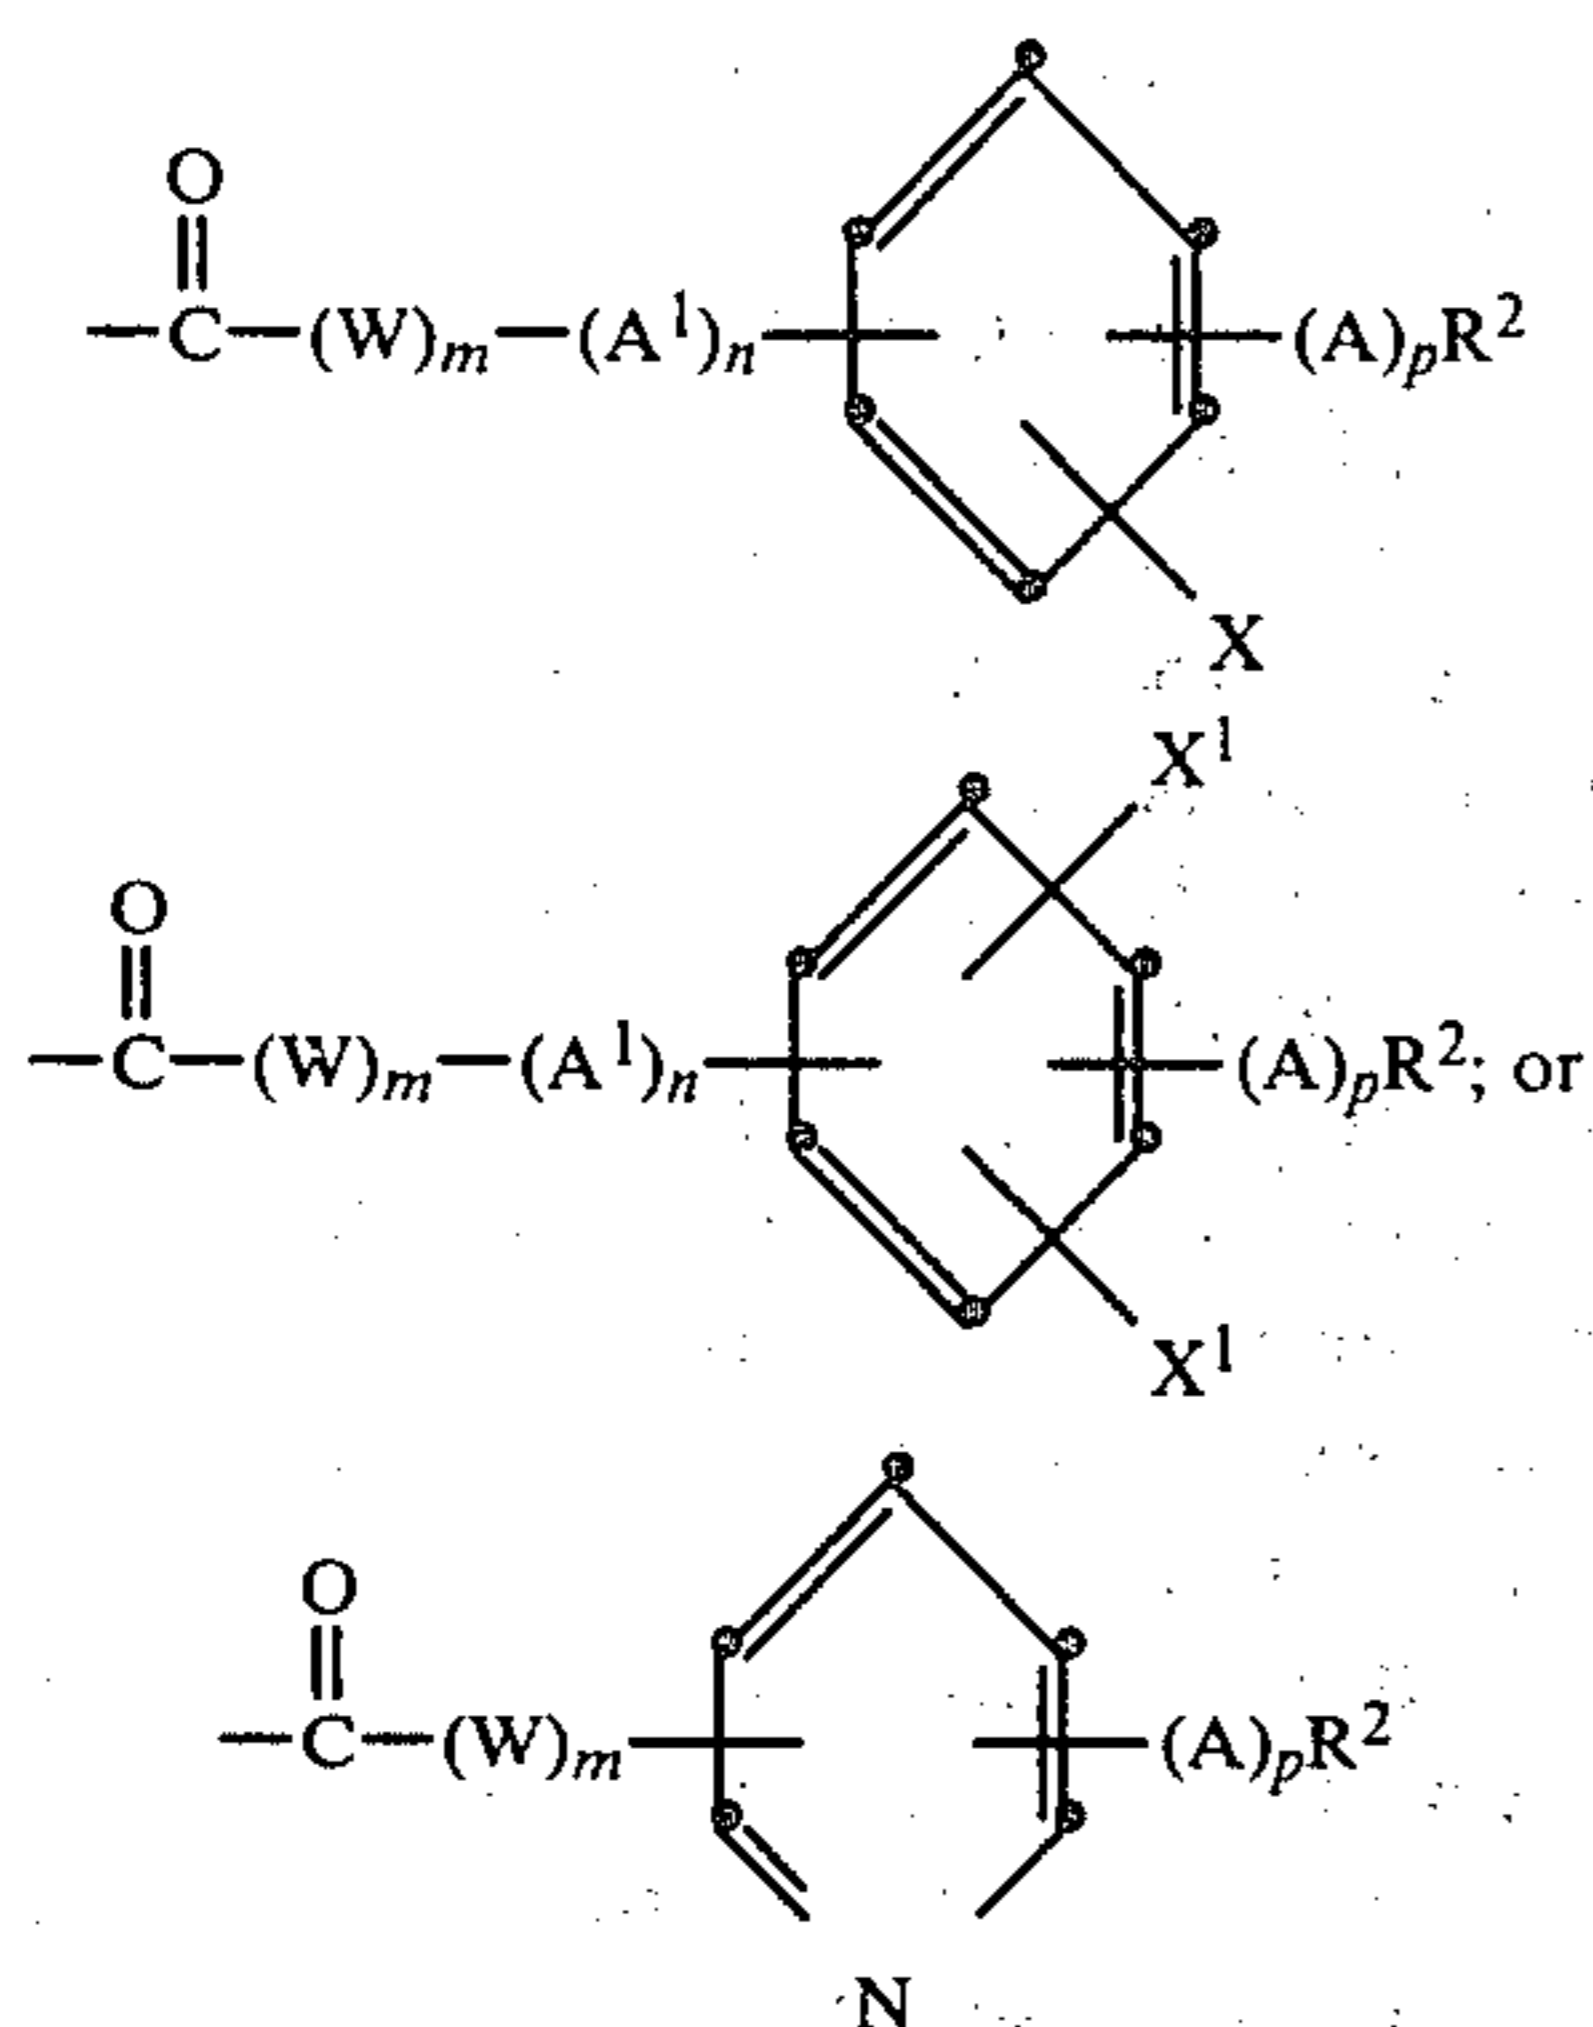 O
C (W)m (A¹)n (A)pR²
X
X¹
O
C (W)m (A¹)n (A)pR²; or
X¹
O
C (W)m (A)pR²
N